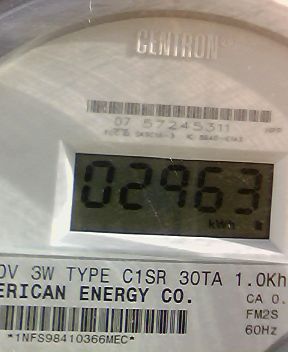 CENTRON
07 57245311
02963
kWh
0V 3W TYPE C1SR 30TA 1.0Kh
ERICAN ENERGY CO.
CA 0.
FM2S
60Hz
*1NFS98410366MEC*